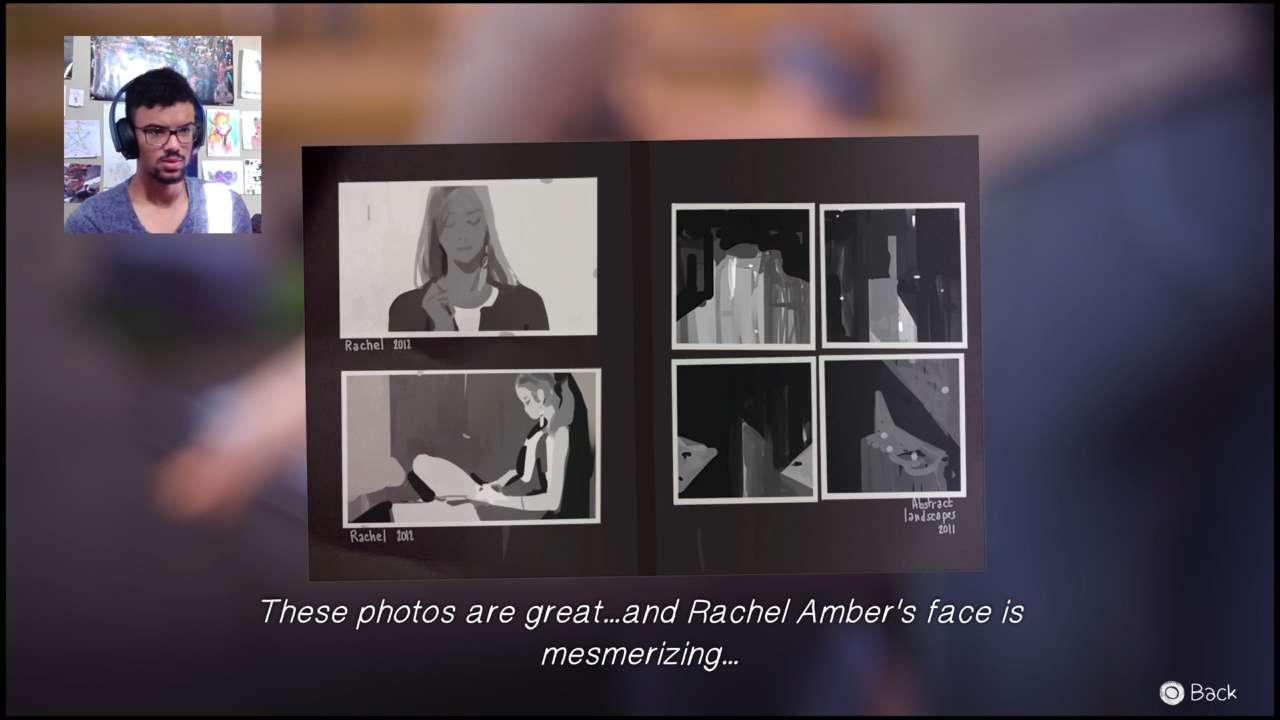 Rachel 2012
Rachel 2012
Abstract
landscapes
2011
These photos are great...and Rachel Amber's face is
mesmerizing...
Back